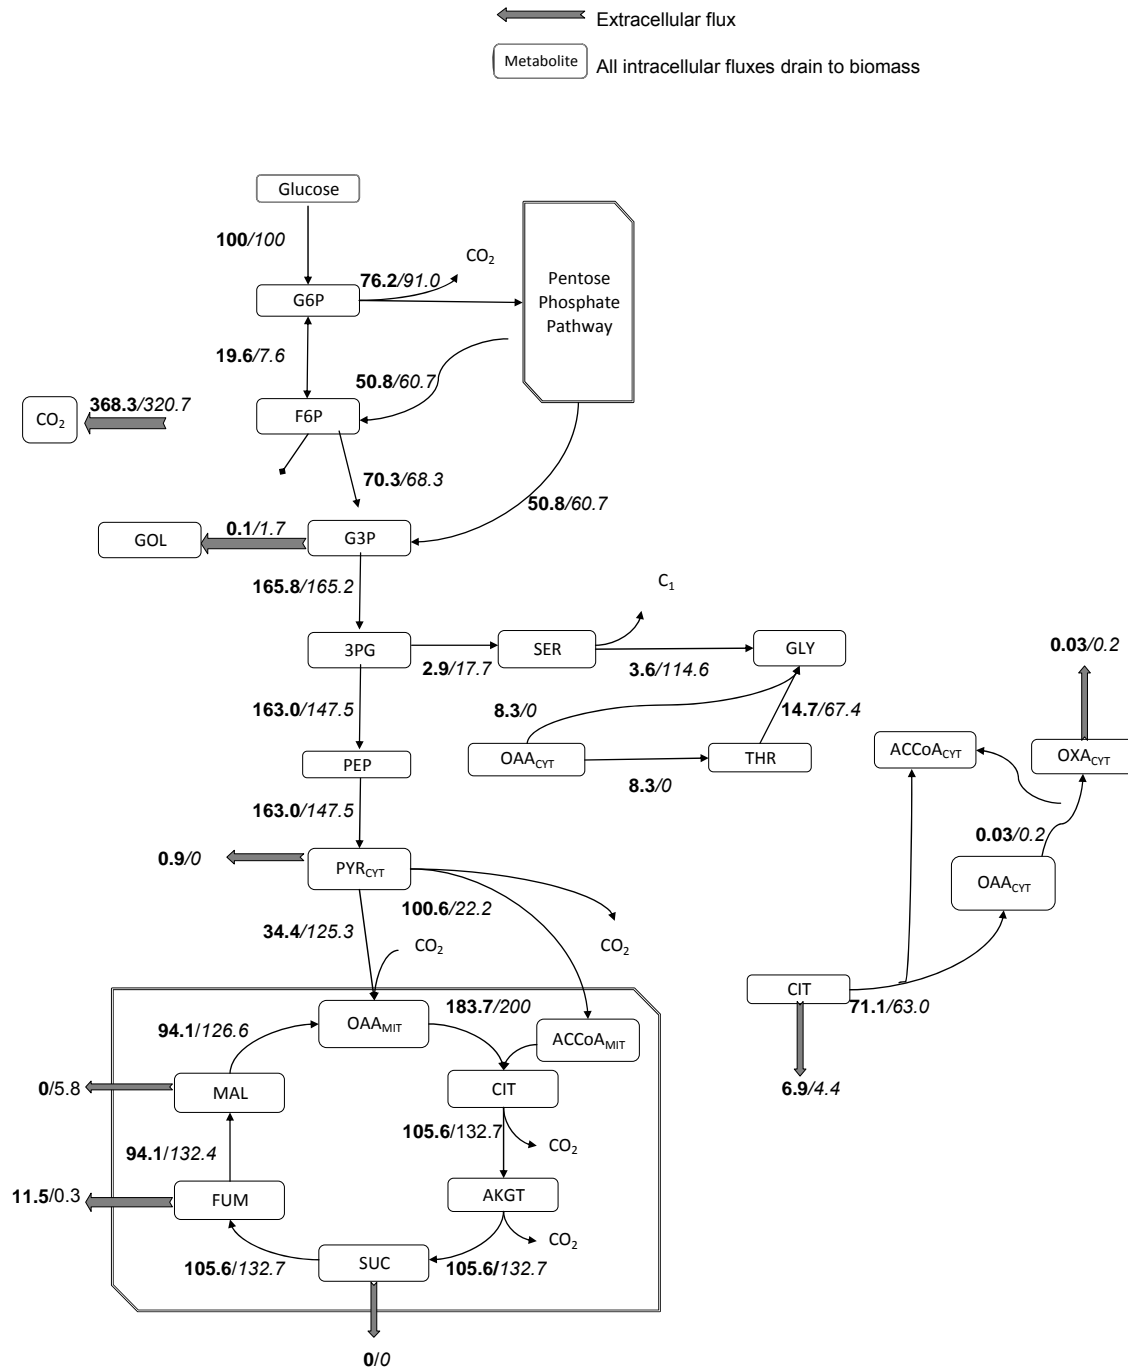 Extracellular flux
Metabolite All intracellular fluxes drain to biomass
Glucose
100/100
CO₂
76.2/91.0
Pentose
Phosphate
Pathway
G6P
19.6/7.6
50.8/60.7
368.3/320.7
CO₂
F6P
70.3/68.3
50.8/60.7
0.1/1.7
GOL
G3P
165.8/165.2
C₁
3PG
SER
GLY
2.9/17.7
3.6/114.6
0.03/0.2
163.0/147.5
8.3/0
14.7/67.4
PEP
OAA_CYT
THR
ACCoA_CYT
OXA_CYT
8.3/0
163.0/147.5
0.03/0.2
0.9/0
PYR_CYT
100.6/22.2
OAA_CYT
34.4/125.3
CO₂
CO₂
CIT
71.1/63.0
183.7/200
OAA_MIT
94.1/126.6
ACCoA_MIT
0/5.8
MAL
CIT
6.9/4.4
105.6/132.7
CO₂
94.1/132.4
11.5/0.3
FUM
AKGT
CO₂
105.6/132.7
SUC
105.6/132.7
0/0